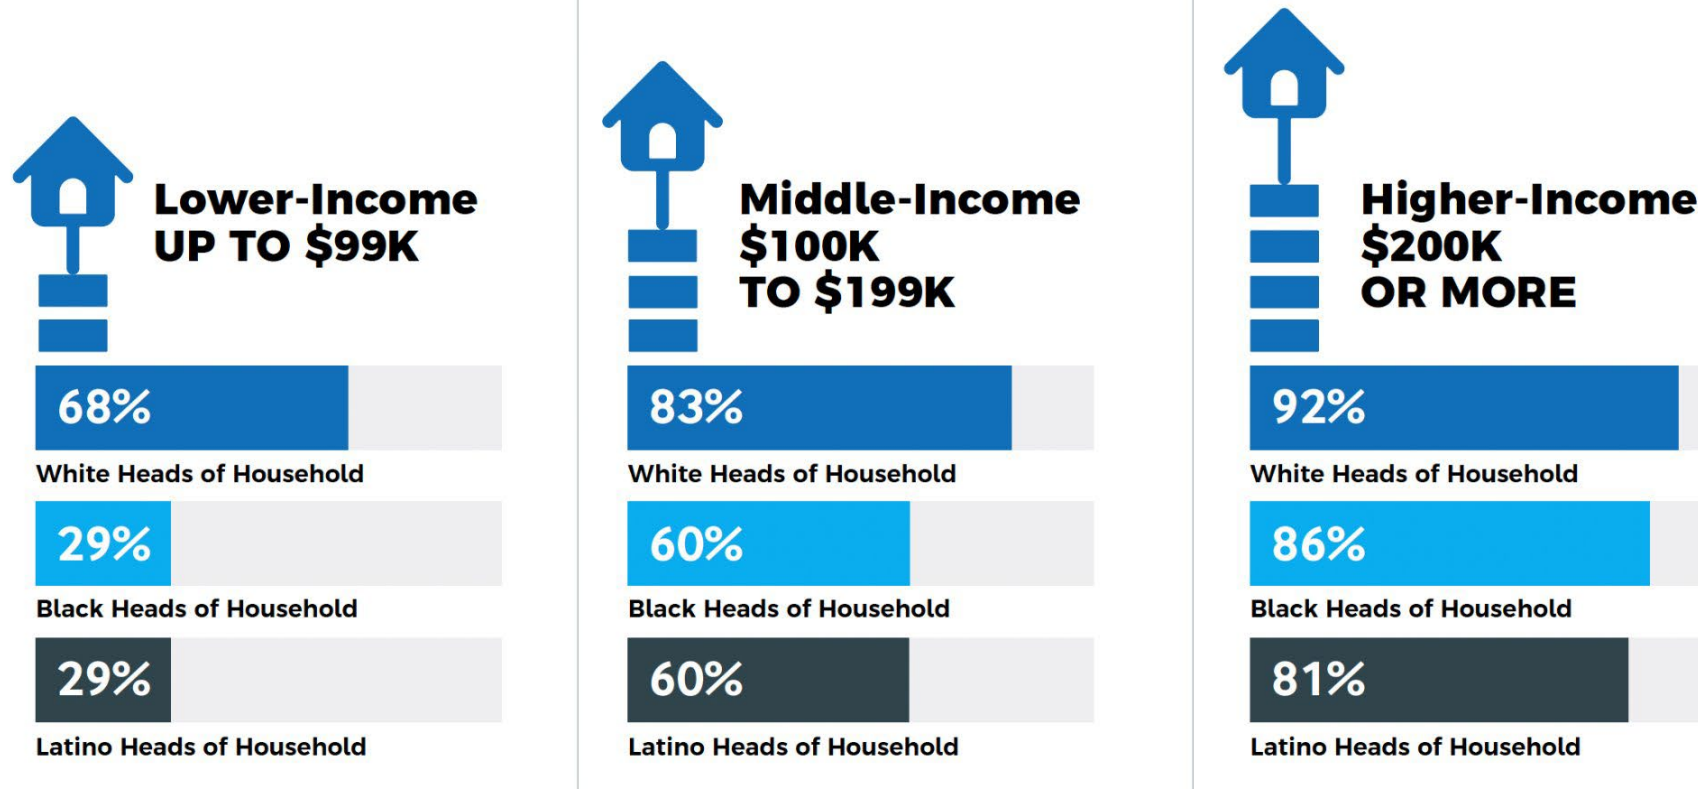 Lower-Income
UP TO $99K
68%
White Heads of Household
29%
Black Heads of Household
29%
Latino Heads of Household
Middle-Income
$100K
TO $199K
83%
White Heads of Household
60%
Black Heads of Household
60%
Latino Heads of Household
Higher-Income
$200K
OR MORE
92%
White Heads of Household
86%
Black Heads of Household
81%
Latino Heads of Household